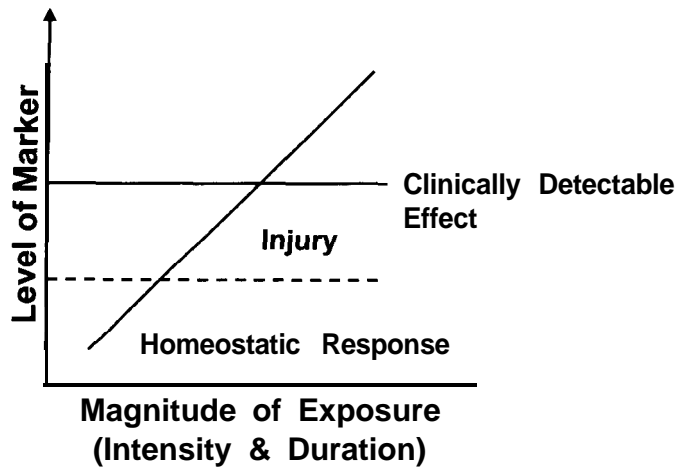 Level of Marker
Clinically Detectable
Effect
Injury
Homeostatic Response
Magnitude of Exposure
(Intensity & Duration)